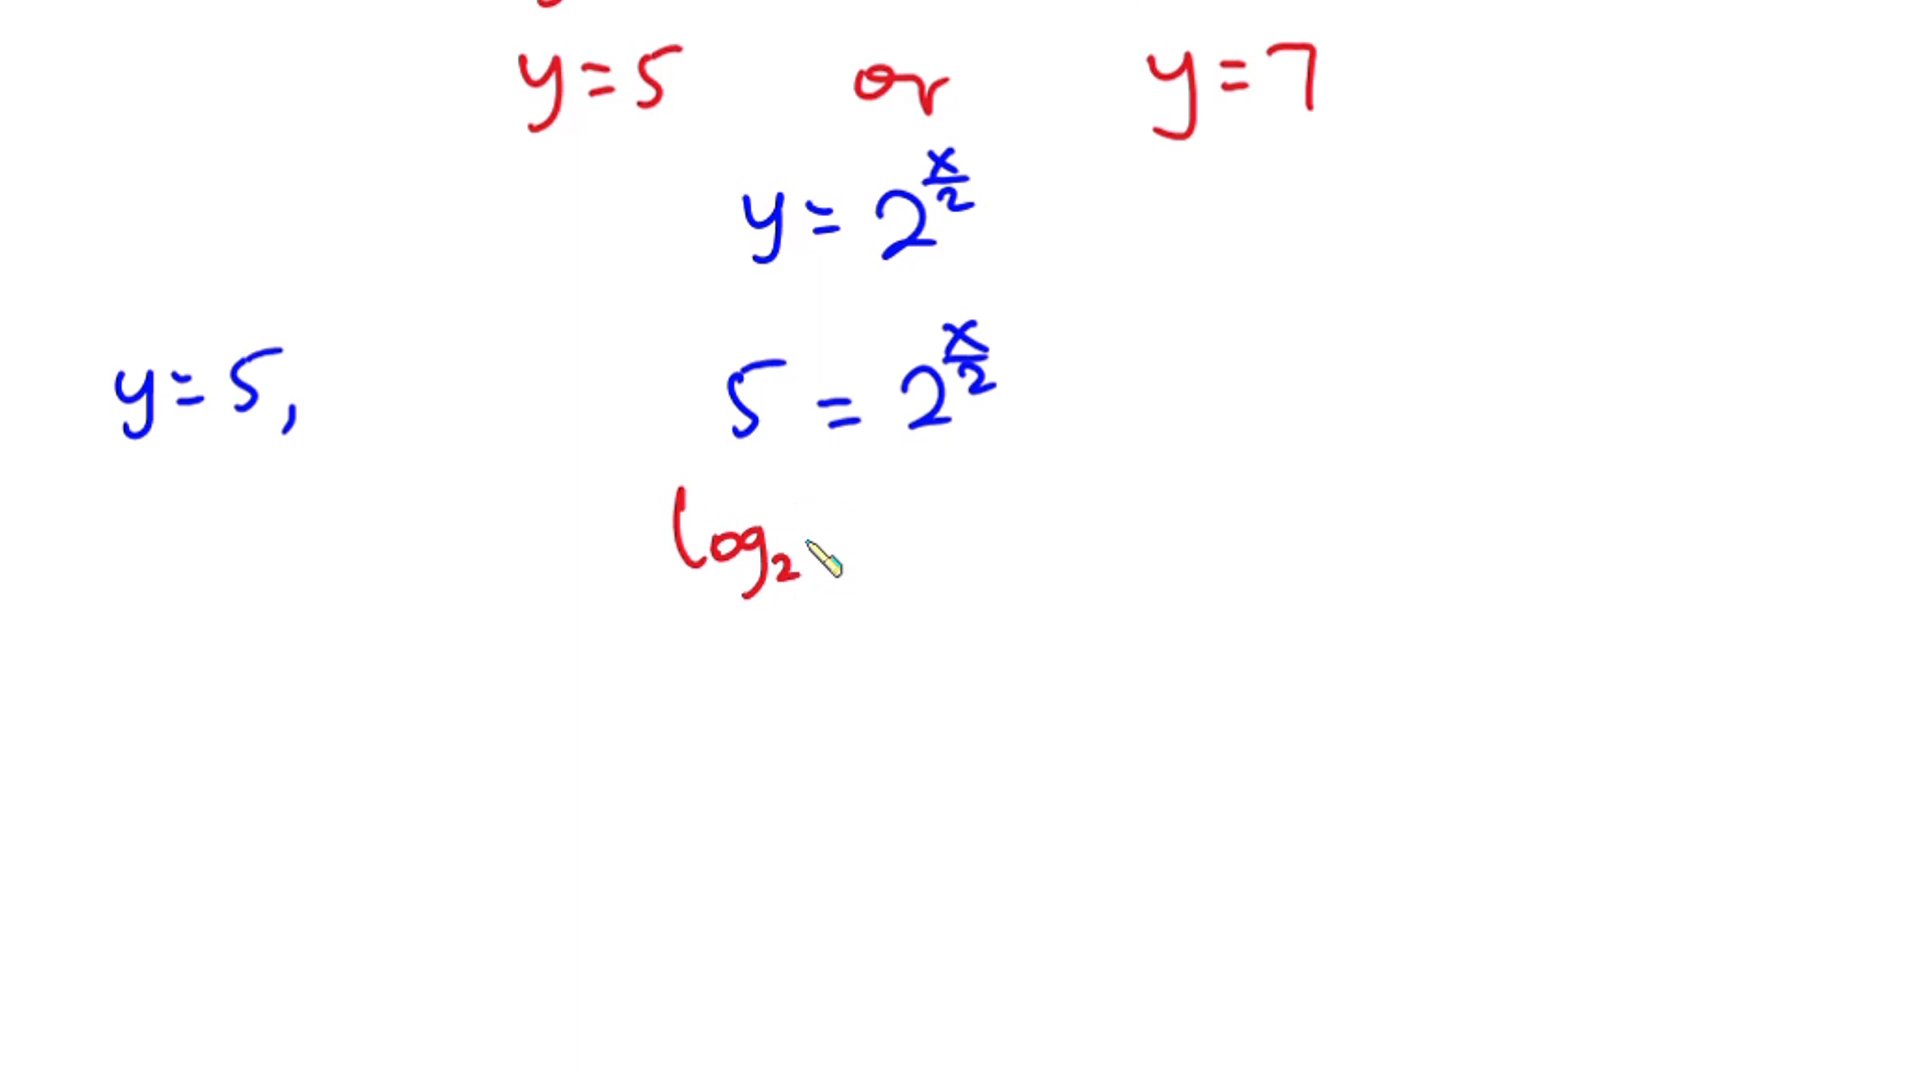 y=5 or y=7
y=2^(x/2)
y=5, 5=2^(x/2)
log₂